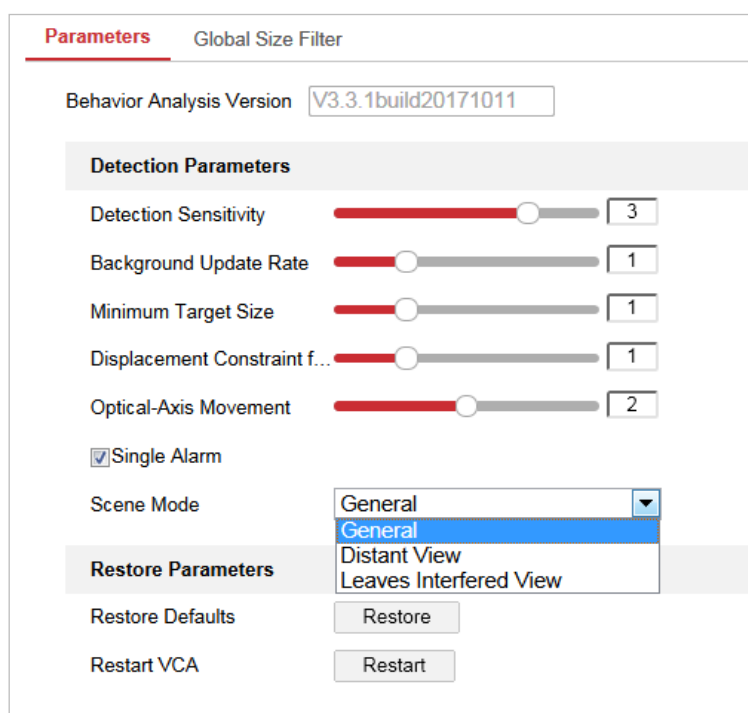 Parameters Global Size Filter
Behavior Analysis Version V3.3.1build20171011
Detection Parameters
Detection Sensitivity 3
Background Update Rate 1
Minimum Target Size 1
Displacement Constraint f... 1
Optical-Axis Movement 2
Single Alarm
Scene Mode General
General
Distant View
Leaves Interfered View
Restore Parameters
Restore Defaults Restore
Restart VCA Restart